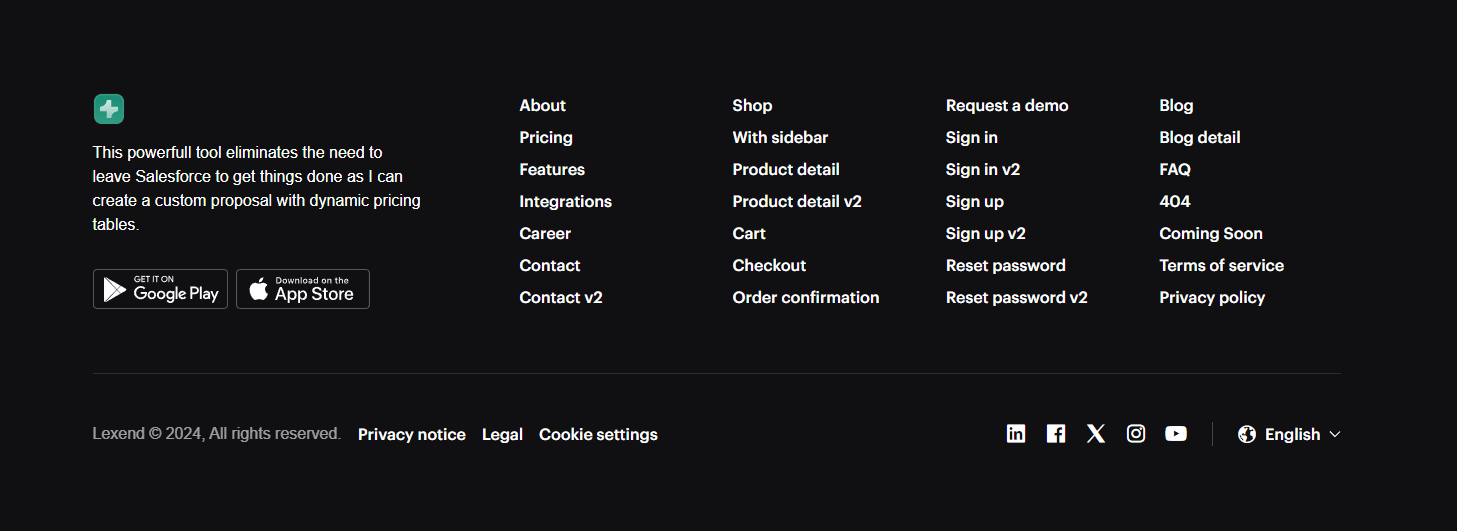 This powerfull tool eliminates the need to
leave Salesforce to get things done as I can
create a custom proposal with dynamic pricing
tables.
GET IT ON
Google Play
Download on the
App Store
About
Pricing
Features
Integrations
Career
Contact
Contact v2
Shop
With sidebar
Product detail
Product detail v2
Cart
Checkout
Order confirmation
Request a demo
Sign in
Sign in v2
Sign up
Sign up v2
Reset password
Reset password v2
Blog
Blog detail
FAQ
404
Coming Soon
Terms of service
Privacy policy
Lexend © 2024, All rights reserved. Privacy notice Legal Cookie settings
English